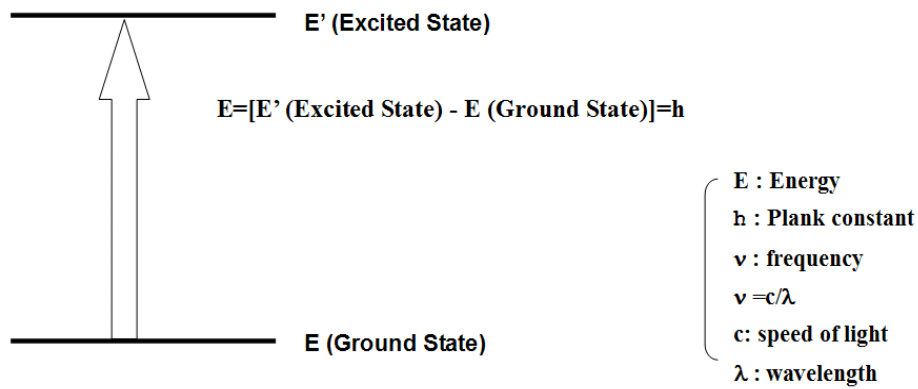 E’ (Excited State)
E=[E’ (Excited State) - E (Ground State)]=h
E : Energy
h : Plank constant
ν : frequency
ν =c/λ
c: speed of light
λ : wavelength
E (Ground State)